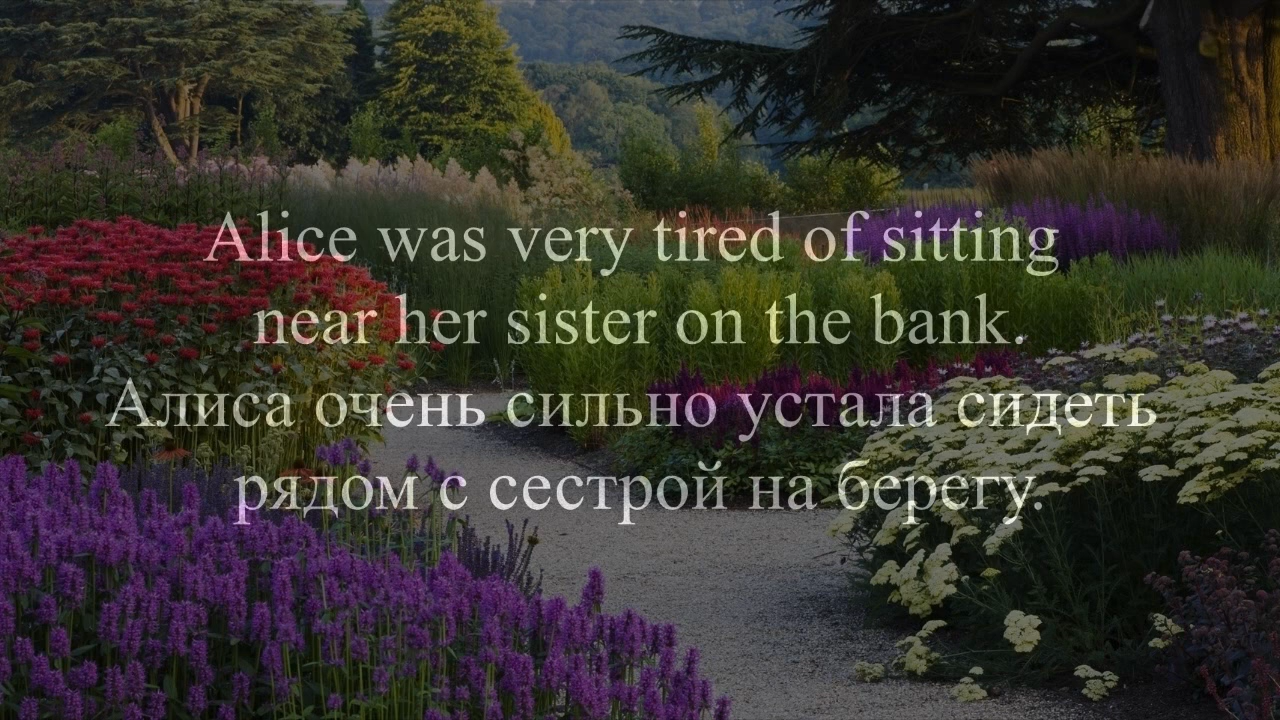 Alice was very tired of sitting
near her sister on the bank.
Алиса очень сильно устала сидеть
рядом с сестрой на берегу.